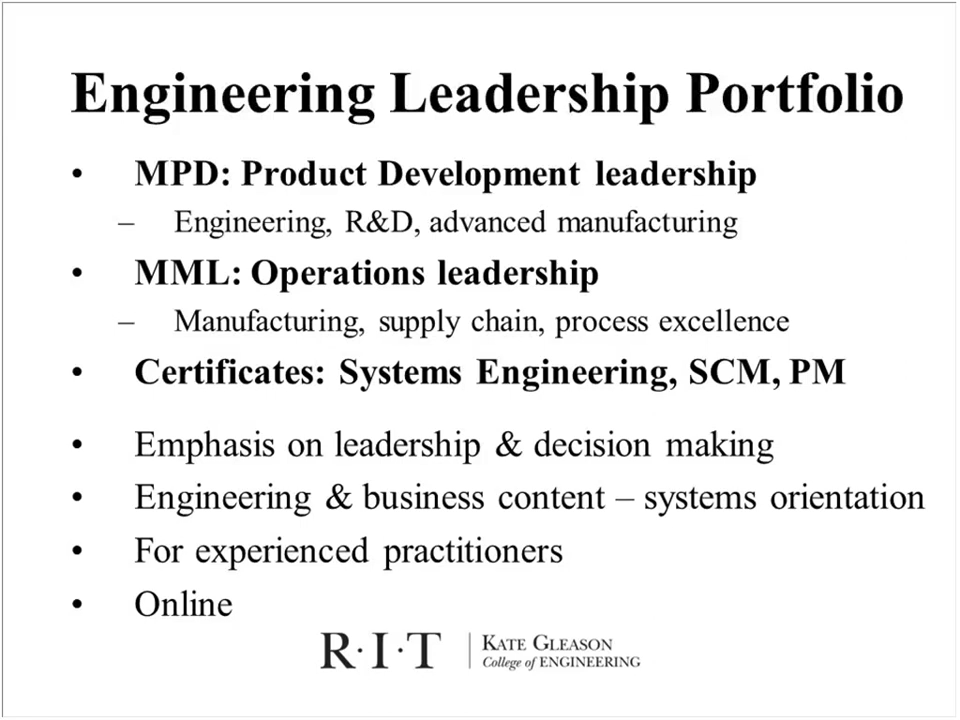 Engineering Leadership Portfolio
• MPD: Product Development leadership
– Engineering, R&D, advanced manufacturing
• MML: Operations leadership
– Manufacturing, supply chain, process excellence
• Certificates: Systems Engineering, SCM, PM
• Emphasis on leadership & decision making
• Engineering & business content – systems orientation
• For experienced practitioners
• Online
R·I·T | KATE GLEASON
College of ENGINEERING